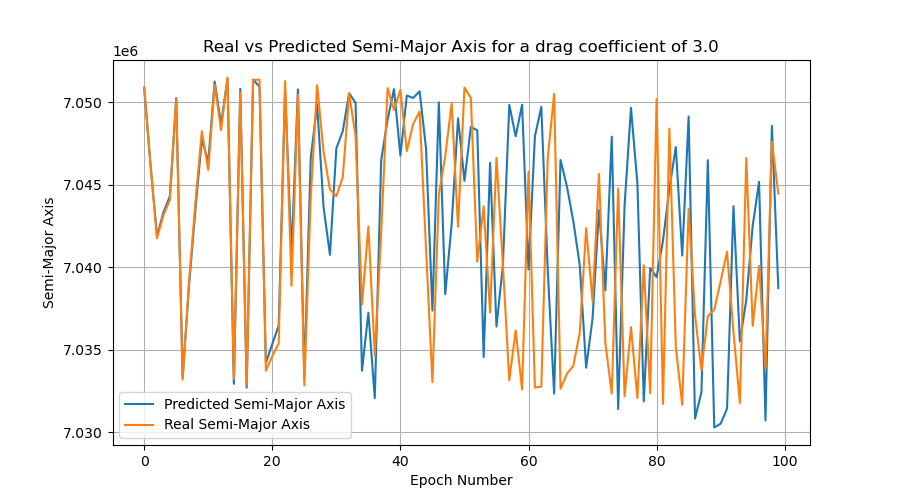 Real vs Predicted Semi-Major Axis for a drag coefficient of 3.0
1e6
7.050
7.045
7.040
7.035
7.030
Semi-Major Axis
Predicted Semi-Major Axis
Real Semi-Major Axis
0 20 40 60 80 100
Epoch Number